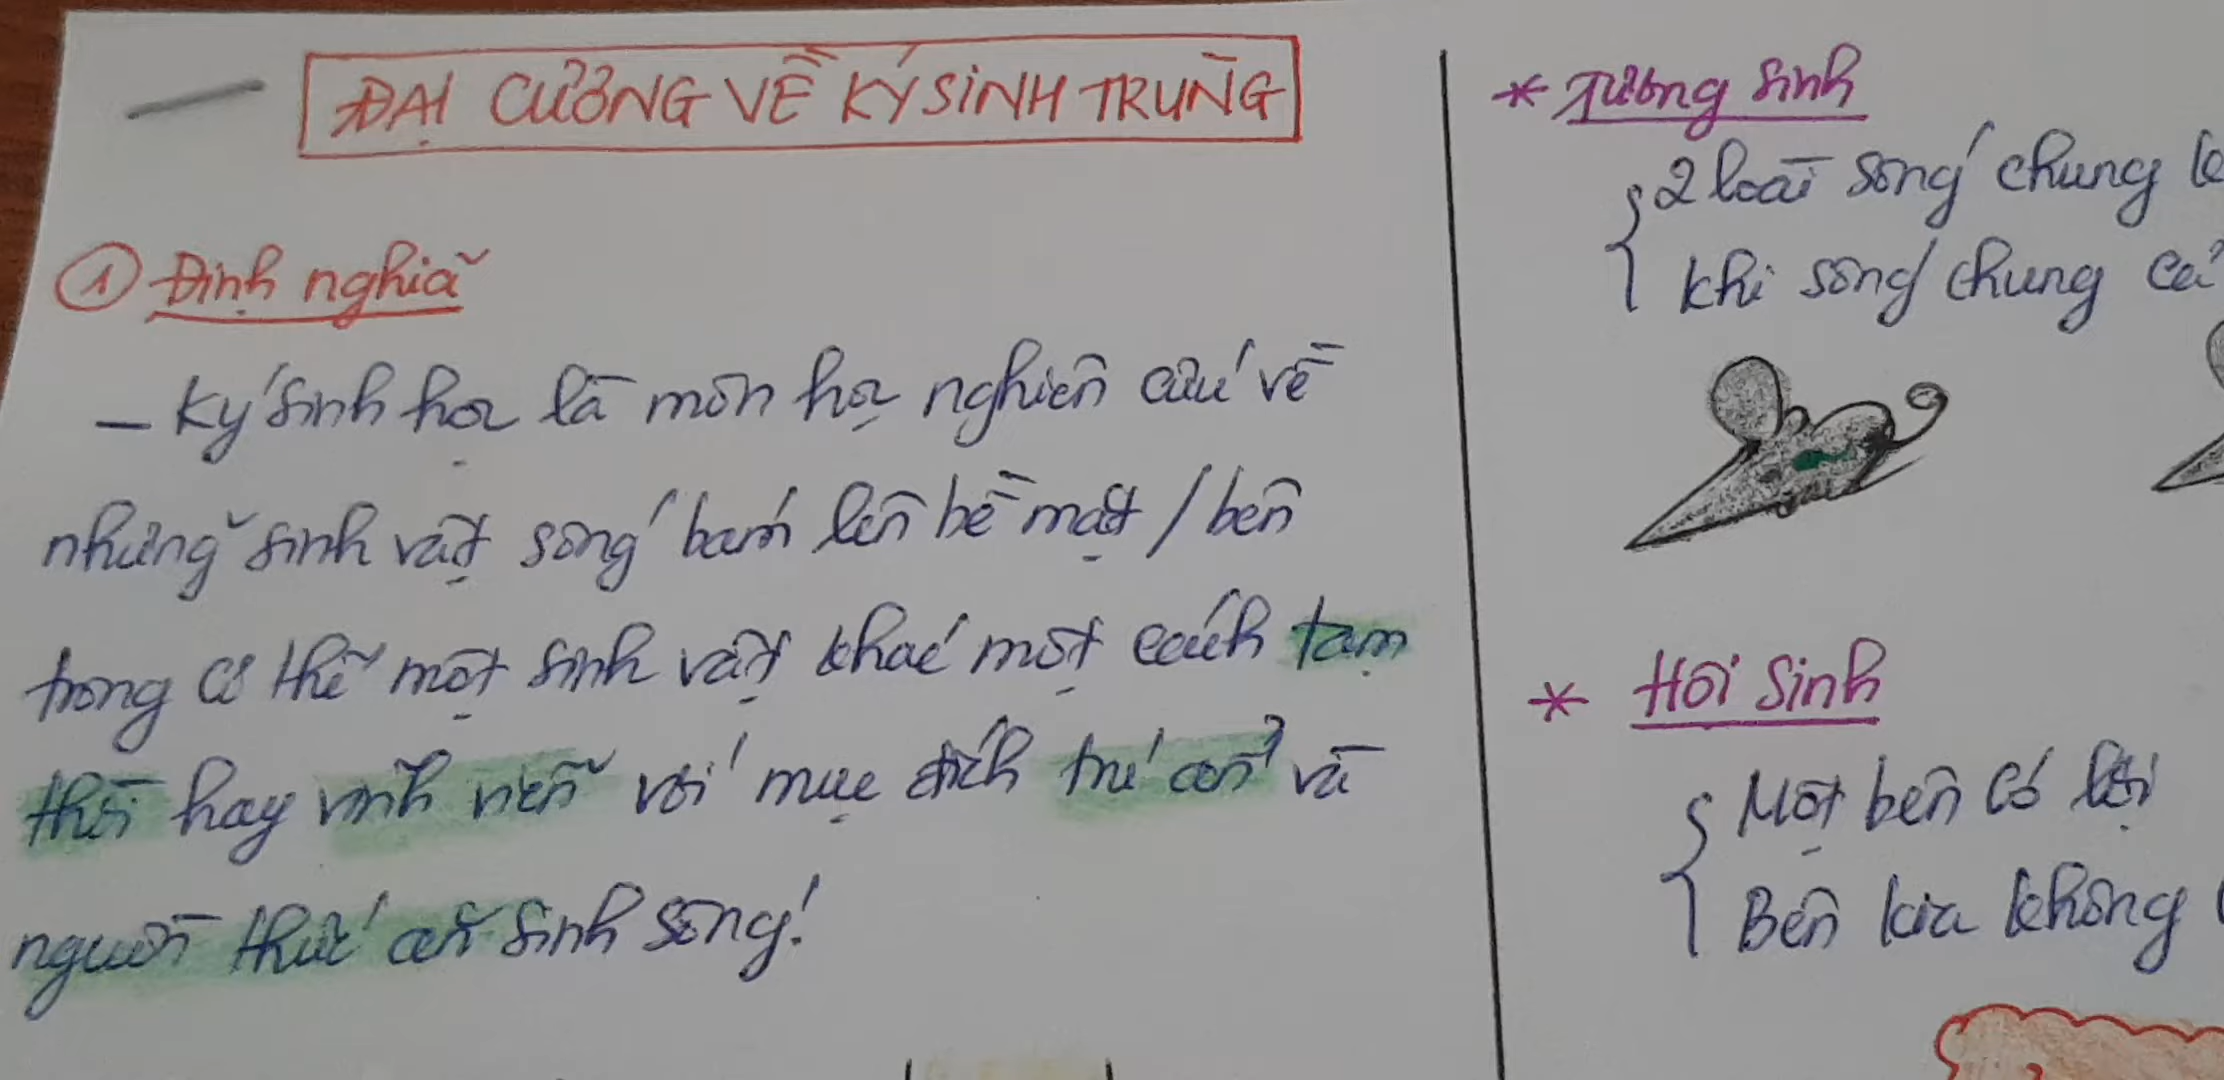 ĐẠI CƯƠNG VỀ KÝ SINH TRÙNG
1 Định nghĩa
- Ký sinh học là môn học nghiên cứu về
những sinh vật sống bám lên bề mặt / bên
trong cơ thể một sinh vật khác một cách tạm
thời hay vĩnh viễn với mục đích trú ẩn và
nguồn thức ăn sinh sống!
* Tương sinh
2 loài sống chung
khi sống chung cả
* Hội sinh
Một bên có lợi
Bên kia không